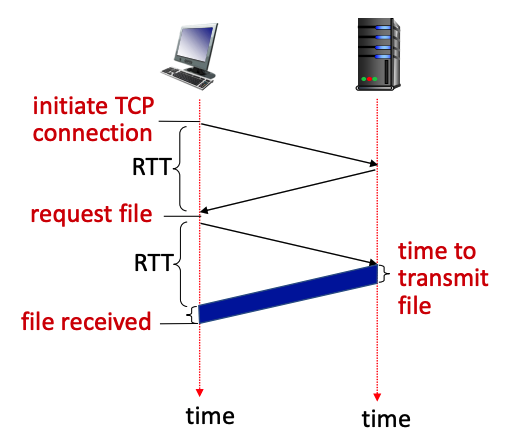 initiate TCP
connection
RTT
request file
RTT
time to
transmit
file
file received
time
time